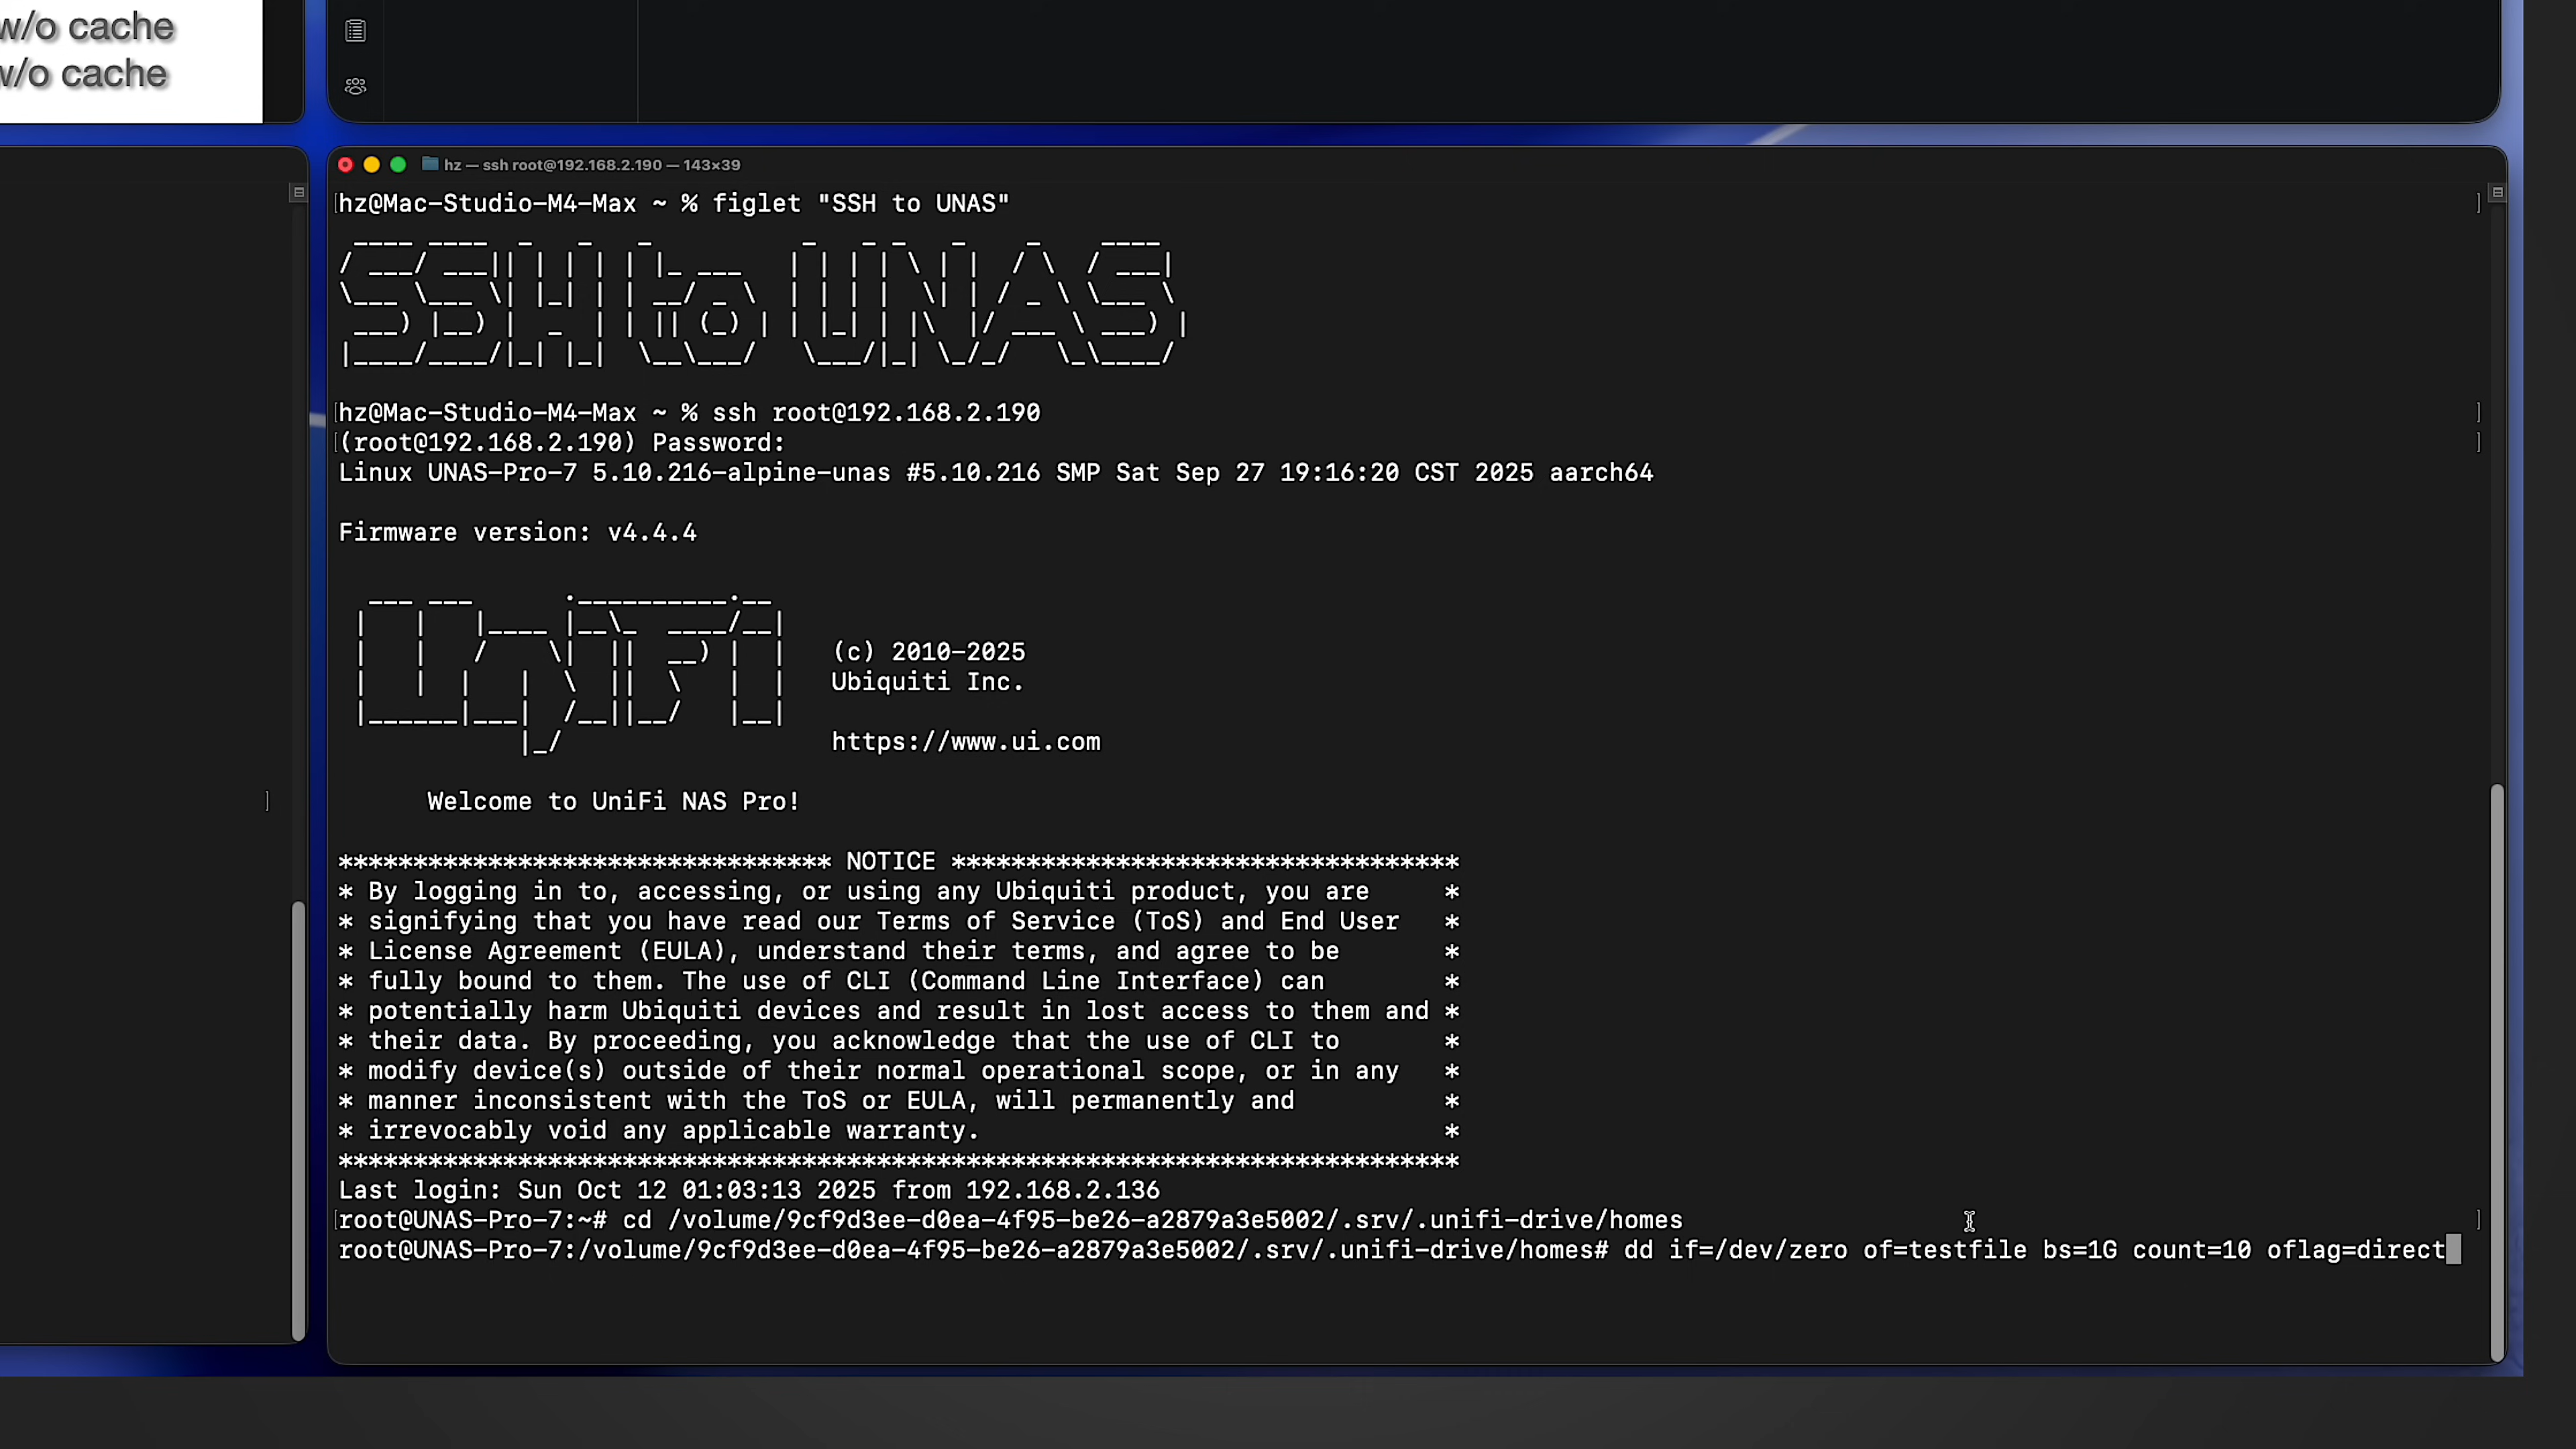 w/o cache
w/o cache
hz — ssh root@192.168.2.190 — 143×39
hz@Mac-Studio-M4-Max ~ % figlet "SSH to UNAS"
SSH to UNAS
hz@Mac-Studio-M4-Max ~ % ssh root@192.168.2.190
(root@192.168.2.190) Password:
Linux UNAS-Pro-7 5.10.216-alpine-unas #5.10.216 SMP Sat Sep 27 19:16:20 CST 2025 aarch64
Firmware version: v4.4.4
UniFi
(c) 2010-2025
Ubiquiti Inc.
https://www.ui.com
Welcome to UniFi NAS Pro!
********************************* NOTICE **********************************
* By logging in to, accessing, or using any Ubiquiti product, you are *
* signifying that you have read our Terms of Service (ToS) and End User *
* License Agreement (EULA), understand their terms, and agree to be *
* fully bound to them. The use of CLI (Command Line Interface) can *
* potentially harm Ubiquiti devices and result in lost access to them and *
* their data. By proceeding, you acknowledge that the use of CLI to *
* modify device(s) outside of their normal operational scope, or in any *
* manner inconsistent with the ToS or EULA, will permanently and *
* irrevocably void any applicable warranty. *
***************************************************************************
Last login: Sun Oct 12 01:03:13 2025 from 192.168.2.136
root@UNAS-Pro-7:~# cd /volume/9cf9d3ee-d0ea-4f95-be26-a2879a3e5002/.srv/.unifi-drive/homes
root@UNAS-Pro-7:/volume/9cf9d3ee-d0ea-4f95-be26-a2879a3e5002/.srv/.unifi-drive/homes# dd if=/dev/zero of=testfile bs=1G count=10 oflag=direct